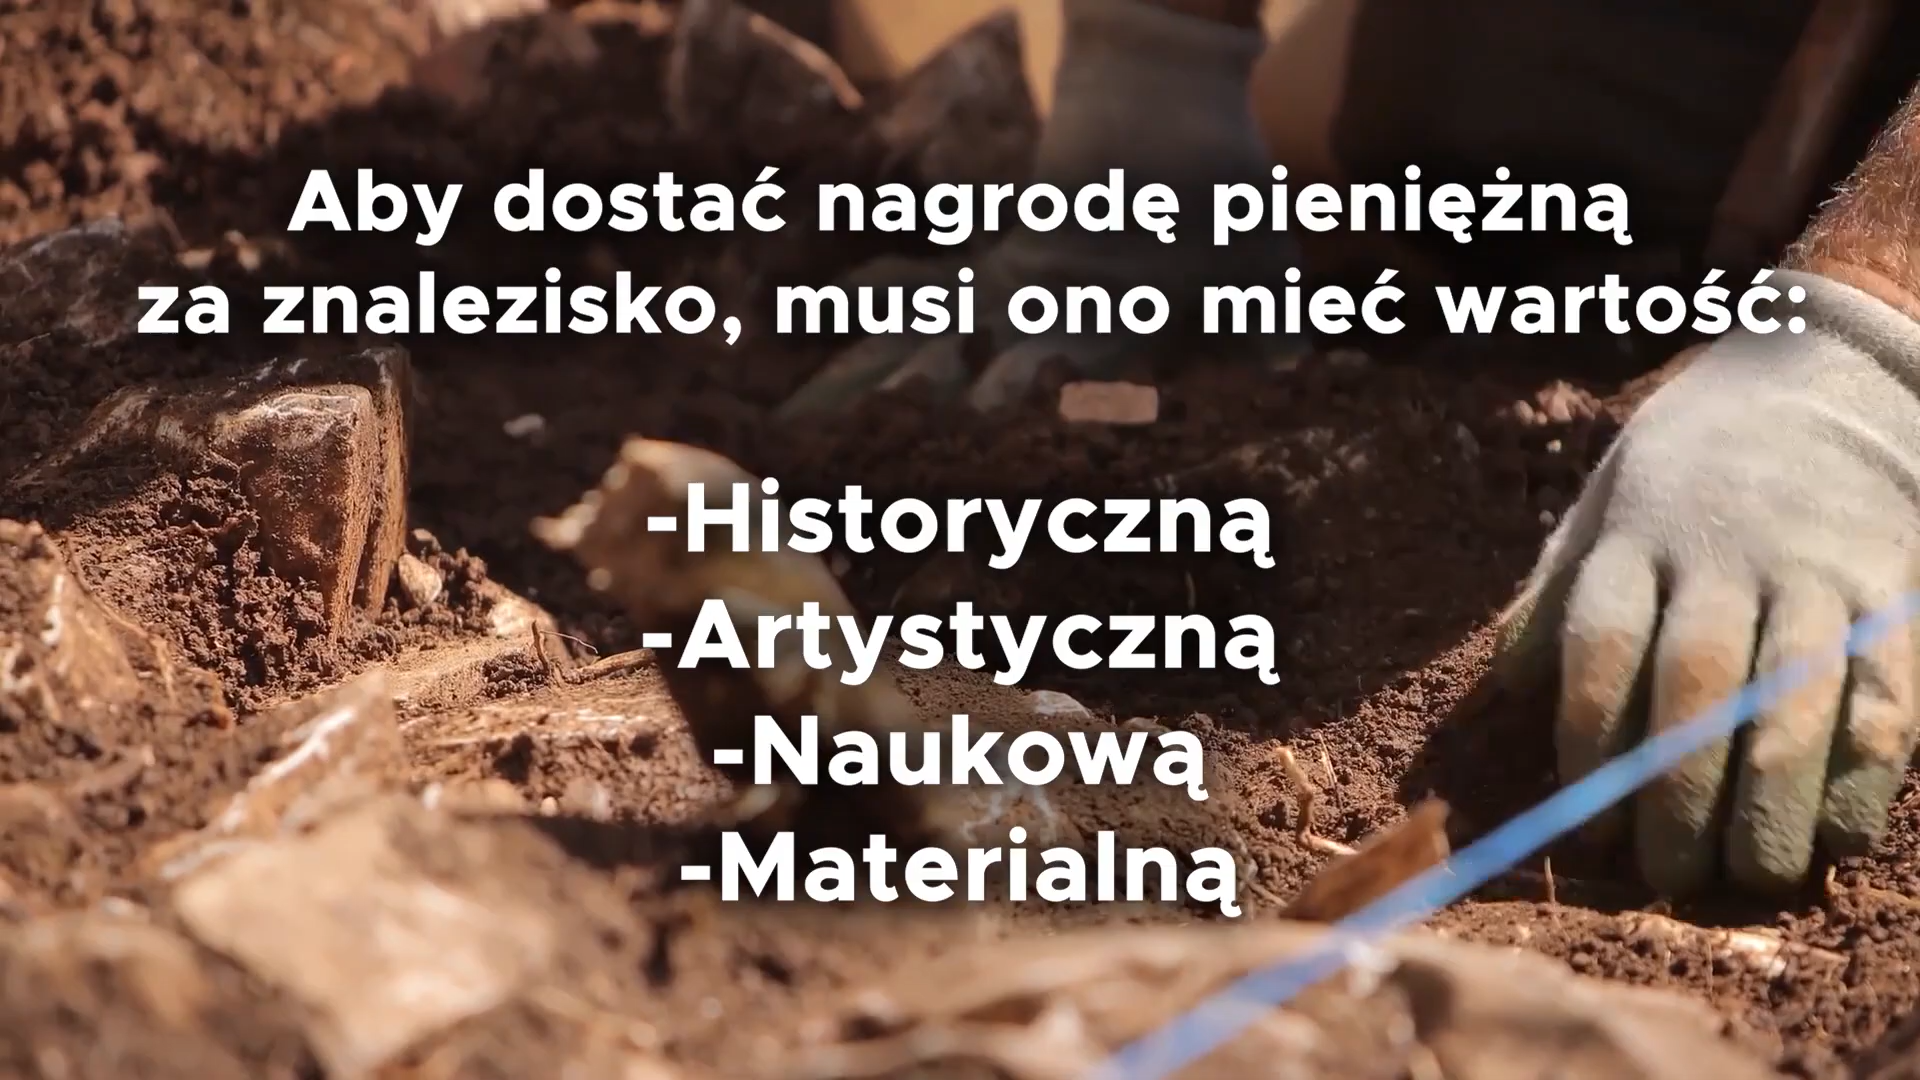 Aby dostać nagrodę pieniężną
za znalezisko, musi ono mieć wartość:
-Historyczną
-Artystyczną
-Naukową
-Materialną